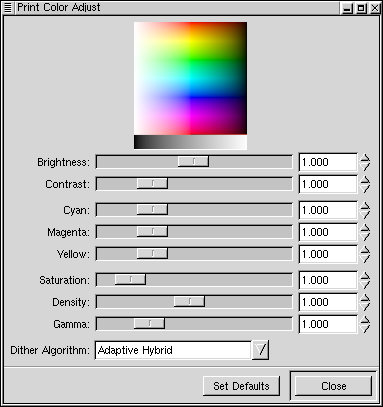 Print Color Adjust
Brightness: 1.000
Contrast: 1.000
Cyan: 1.000
Magenta: 1.000
Yellow: 1.000
Saturation: 1.000
Density: 1.000
Gamma: 1.000
Dither Algorithm: Adaptive Hybrid
Set Defaults Close